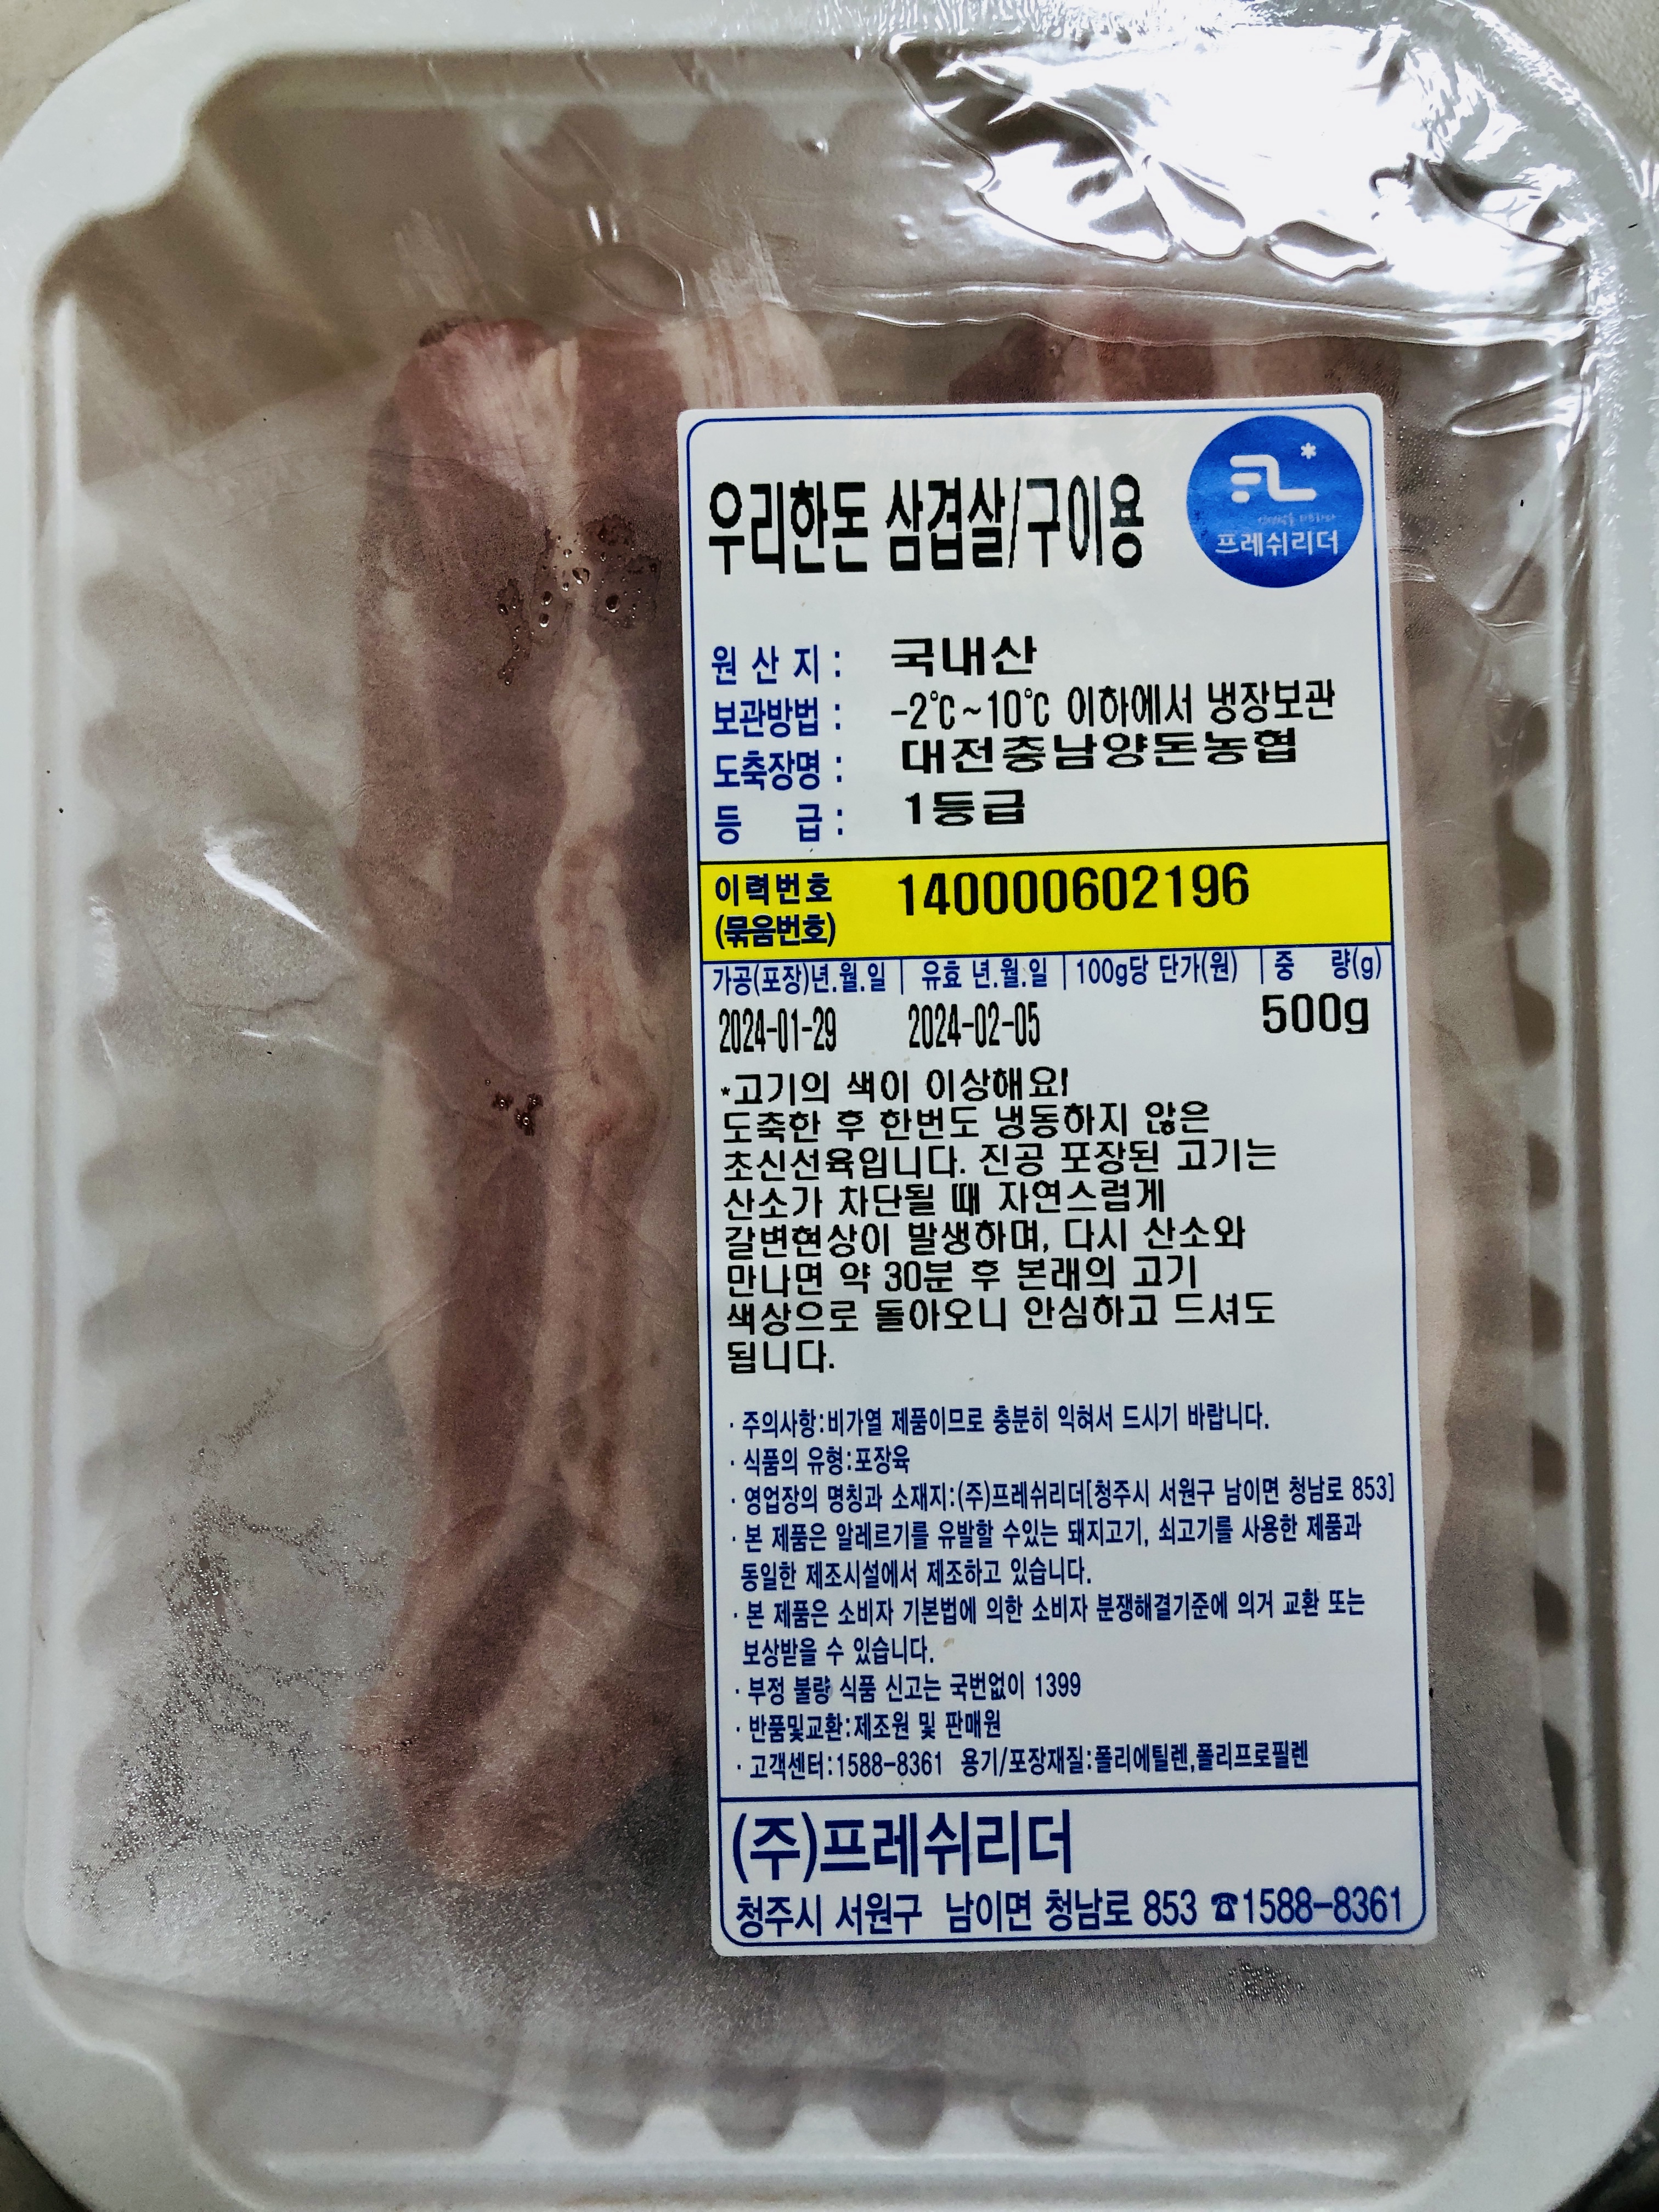 우리한돈 삼겹살/구이용
프레쉬리더
원 산 지 : 국내산
보관방법 : -2℃~10℃ 이하에서 냉장보관
도축장명 : 대전충남양돈농협
등 급 : 1등급
이력번호 140000602196
(묶음번호)
가공(포장)년.월.일 | 유효 년.월.일 | 100g당 단가(원) | 중 량(g)
2024-01-29 2024-02-05 500g
*고기의 색이 이상해요!
도축한 후 한번도 냉동하지 않은
초신선육입니다. 진공 포장된 고기는
산소가 차단될 때 자연스럽게
갈변현상이 발생하며, 다시 산소와
만나면 약 30분 후 본래의 고기
색상으로 돌아오니 안심하고 드셔도
됩니다.
· 주의사항:비가열 제품이므로 충분히 익혀서 드시기 바랍니다.
· 식품의 유형:포장육
· 영업장의 명칭과 소재지:(주)프레쉬리더[청주시 서원구 남이면 청남로 853]
· 본 제품은 알레르기를 유발할 수있는 돼지고기, 쇠고기를 사용한 제품과
동일한 제조시설에서 제조하고 있습니다.
· 본 제품은 소비자 기본법에 의한 소비자 분쟁해결기준에 의거 교환 또는
보상받을 수 있습니다.
· 부정 불량 식품 신고는 국번없이 1399
· 반품및교환:제조원 및 판매원
· 고객센터:1588-8361 용기/포장재질:폴리에틸렌,폴리프로필렌
(주)프레쉬리더
청주시 서원구 남이면 청남로 853 ☎1588-8361